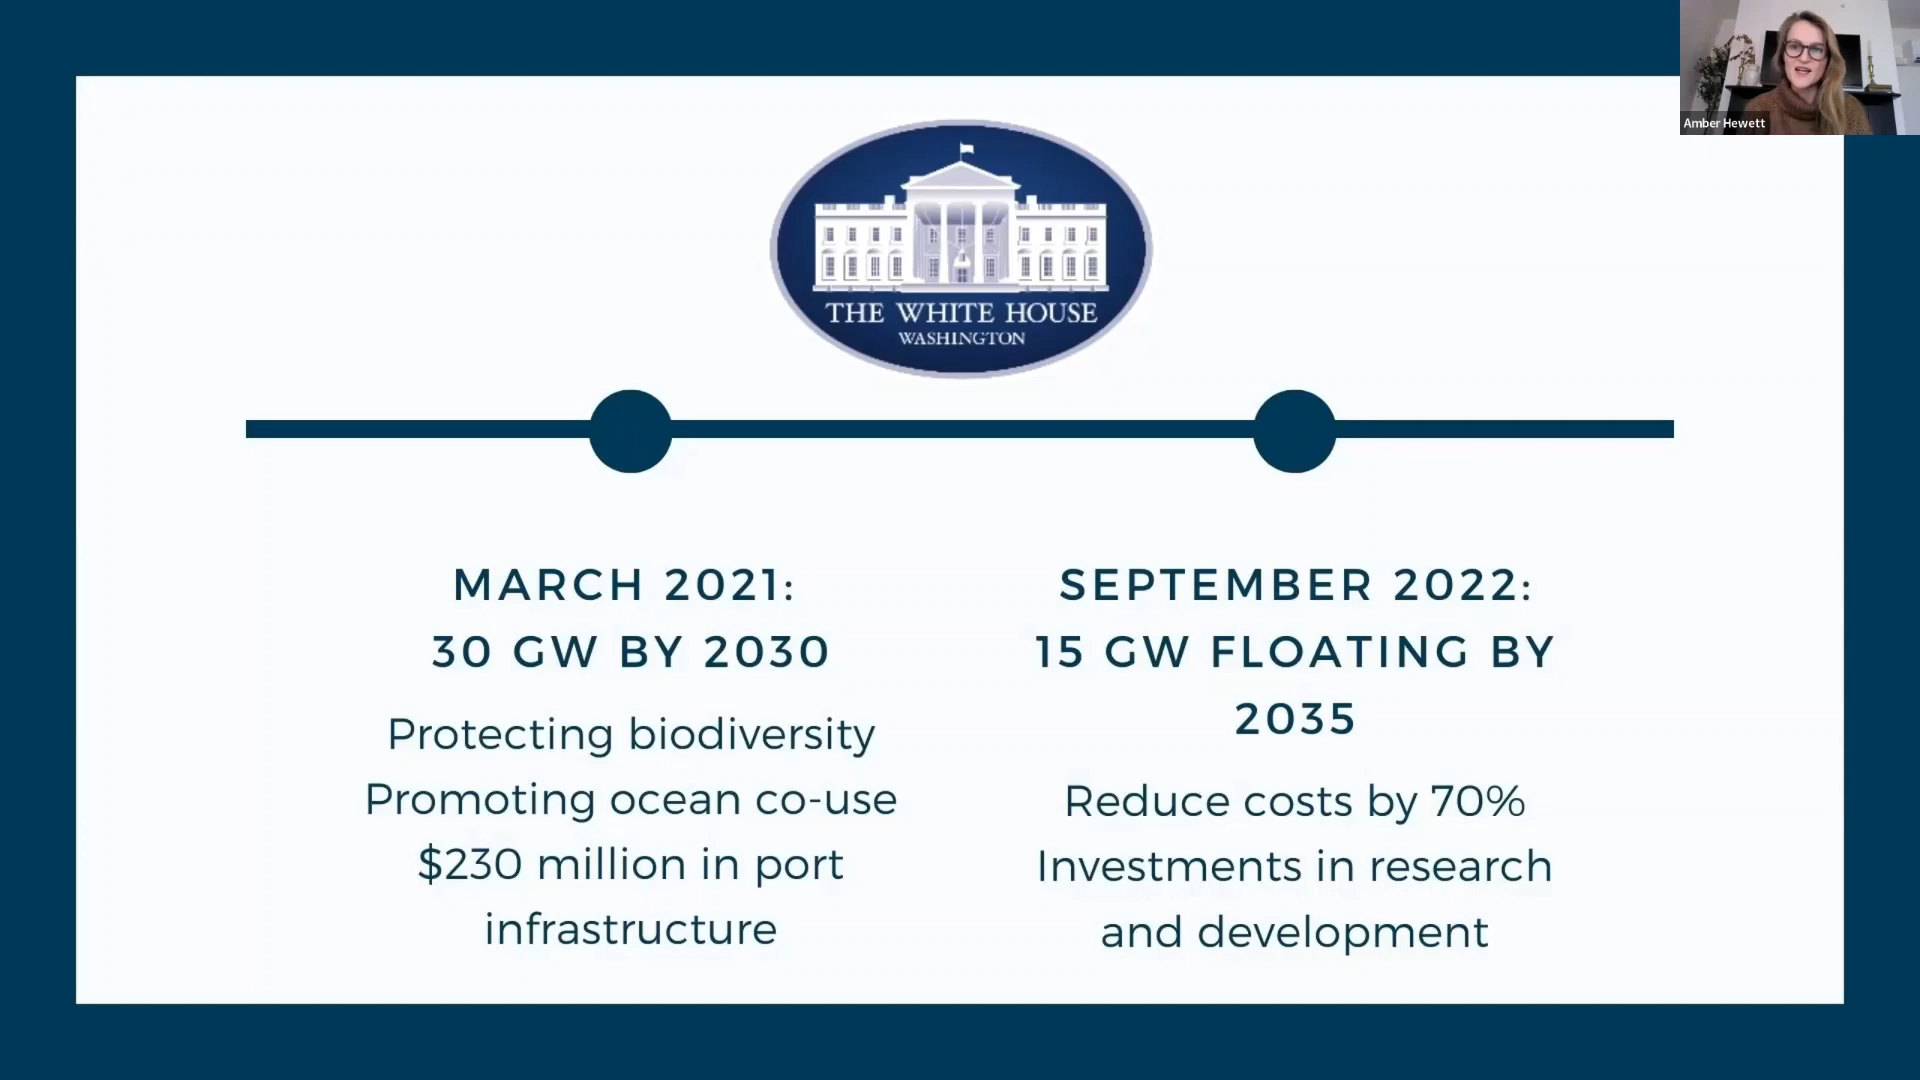 Amber Hewett
THE WHITE HOUSE
WASHINGTON
MARCH 2021:
30 GW BY 2030
Protecting biodiversity
Promoting ocean co-use
$230 million in port
infrastructure
SEPTEMBER 2022:
15 GW FLOATING BY
2035
Reduce costs by 70%
Investments in research
and development